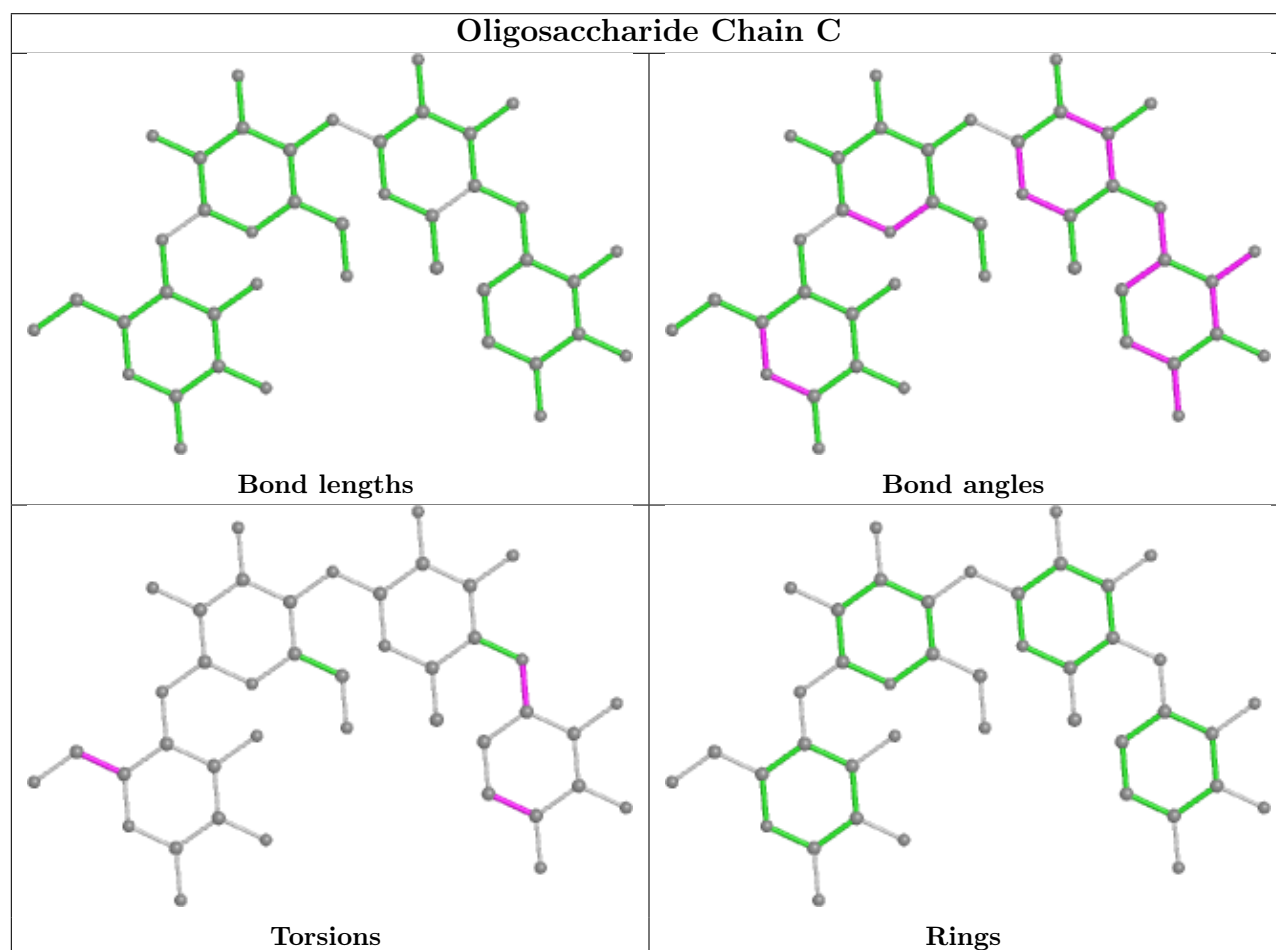 Oligosaccharide Chain C
Bond lengths
Bond angles
Torsions
Rings